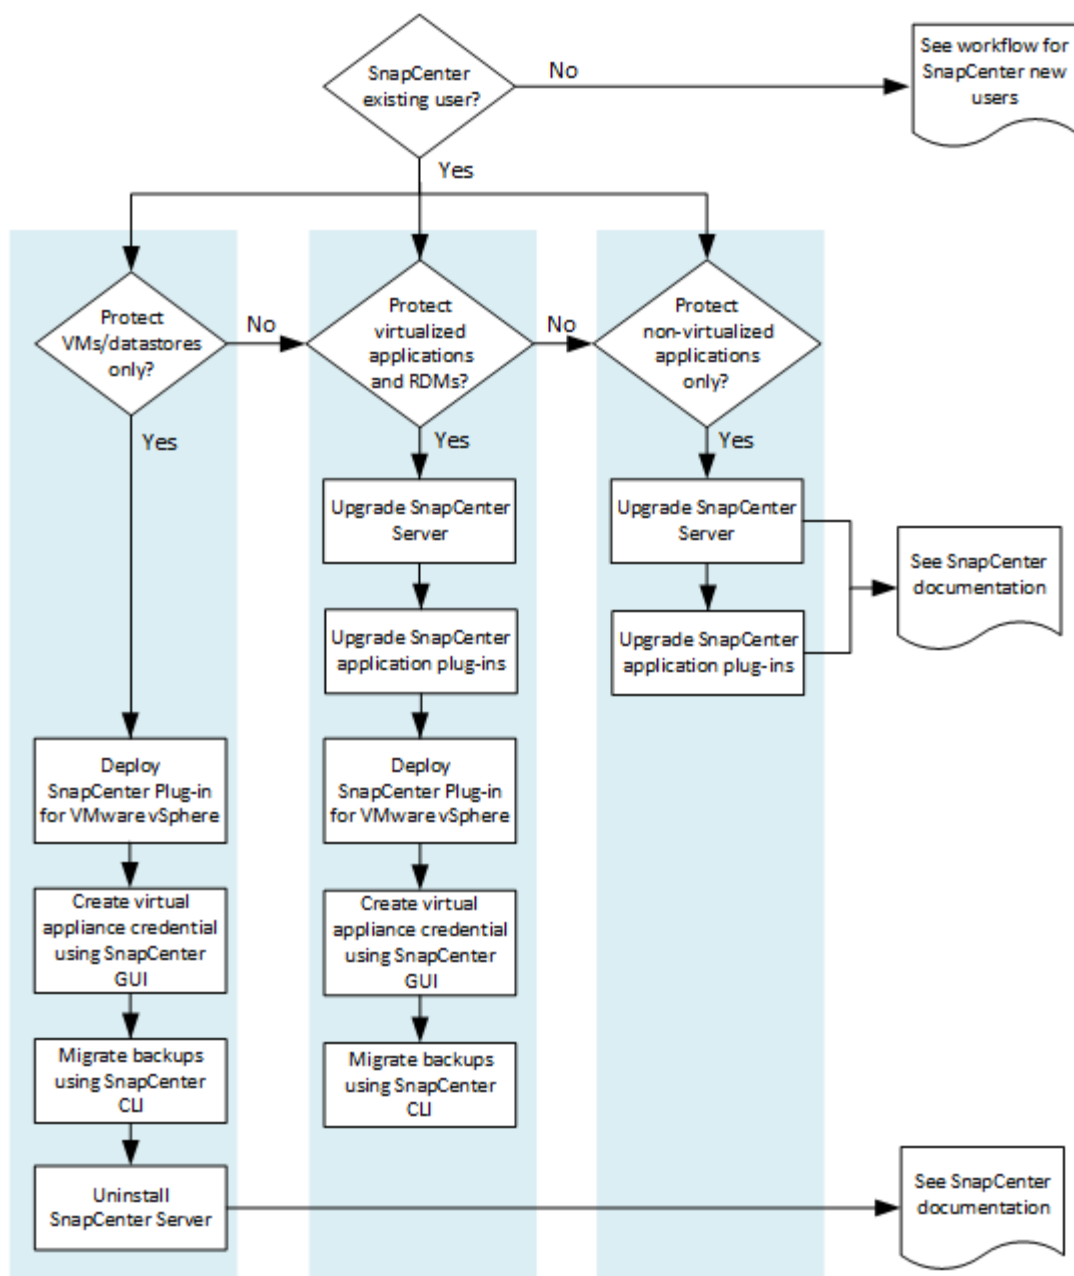 SnapCenter
existing user?
No
See workflow for
SnapCenter new
users
Yes
Protect
VMs/datastores
only?
No
Protect
virtualized
applications
and RDMs?
No
Protect
non-virtualized
applications
only?
Yes
Yes
Yes
Upgrade SnapCenter
Server
Upgrade SnapCenter
Server
See SnapCenter
documentation
Upgrade SnapCenter
application plug-ins
Upgrade SnapCenter
application plug-ins
Deploy
SnapCenter Plug-in
for VMware vSphere
Deploy
SnapCenter Plug-in
for VMware vSphere
Create virtual
appliance credential
using SnapCenter
GUI
Create virtual
appliance credential
using SnapCenter
GUI
Migrate backups
using SnapCenter
CLI
Migrate backups
using SnapCenter
CLI
Uninstall
SnapCenter Server
See SnapCenter
documentation